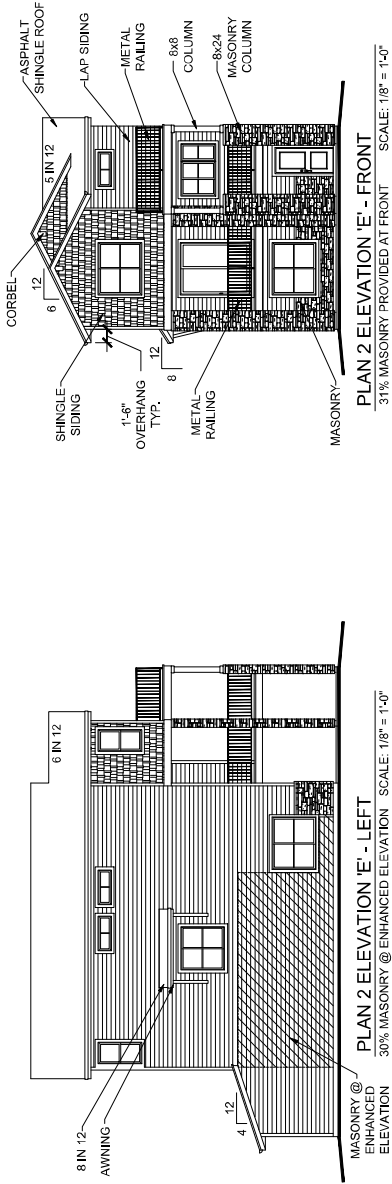 CORBEL
12
6
5 IN 12
ASPHALT
SHINGLE ROOF
LAP SIDING
METAL
RAILING
8x8
COLUMN
8x24
MASONRY
COLUMN
SHINGLE
SIDING
1'-6"
OVERHANG
TYP.
12
8
METAL
RAILING
MASONRY
PLAN 2 ELEVATION 'E' - FRONT
31% MASONRY PROVIDED AT FRONT SCALE: 1/8" = 1'-0"
6 IN 12
8 IN 12
AWNING
12
4
MASONRY @
ENHANCED
ELEVATION
PLAN 2 ELEVATION 'E' - LEFT
30% MASONRY @ ENHANCED ELEVATION SCALE: 1/8" = 1'-0"